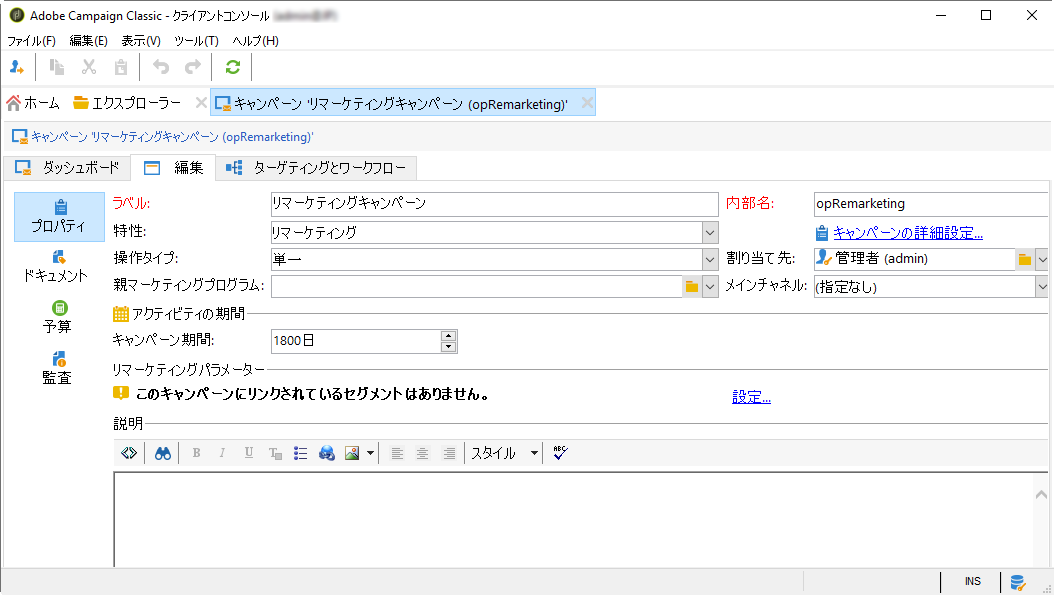 Adobe Campaign Classic - クライアントコンソール
ファイル(F) 編集(E) 表示(V) ツール(T) ヘルプ(H)
ホーム エクスプローラー キャンペーン 'リマーケティングキャンペーン (opRemarketing)'
キャンペーン 'リマーケティングキャンペーン (opRemarketing)'
ダッシュボード 編集 ターゲティングとワークフロー
プロパティ
ドキュメント
予算
監査
ラベル: リマーケティングキャンペーン 内部名: opRemarketing
特性: リマーケティング キャンペーンの詳細設定...
操作タイプ: 単一 割り当て先: 管理者 (admin)
親マーケティングプログラム: メインチャネル: (指定なし)
アクティビティの期間
キャンペーン期間: 1800日
リマーケティングパラメーター
このキャンペーンにリンクされているセグメントはありません。 設定...
説明
B I U T スタイル ABC
INS